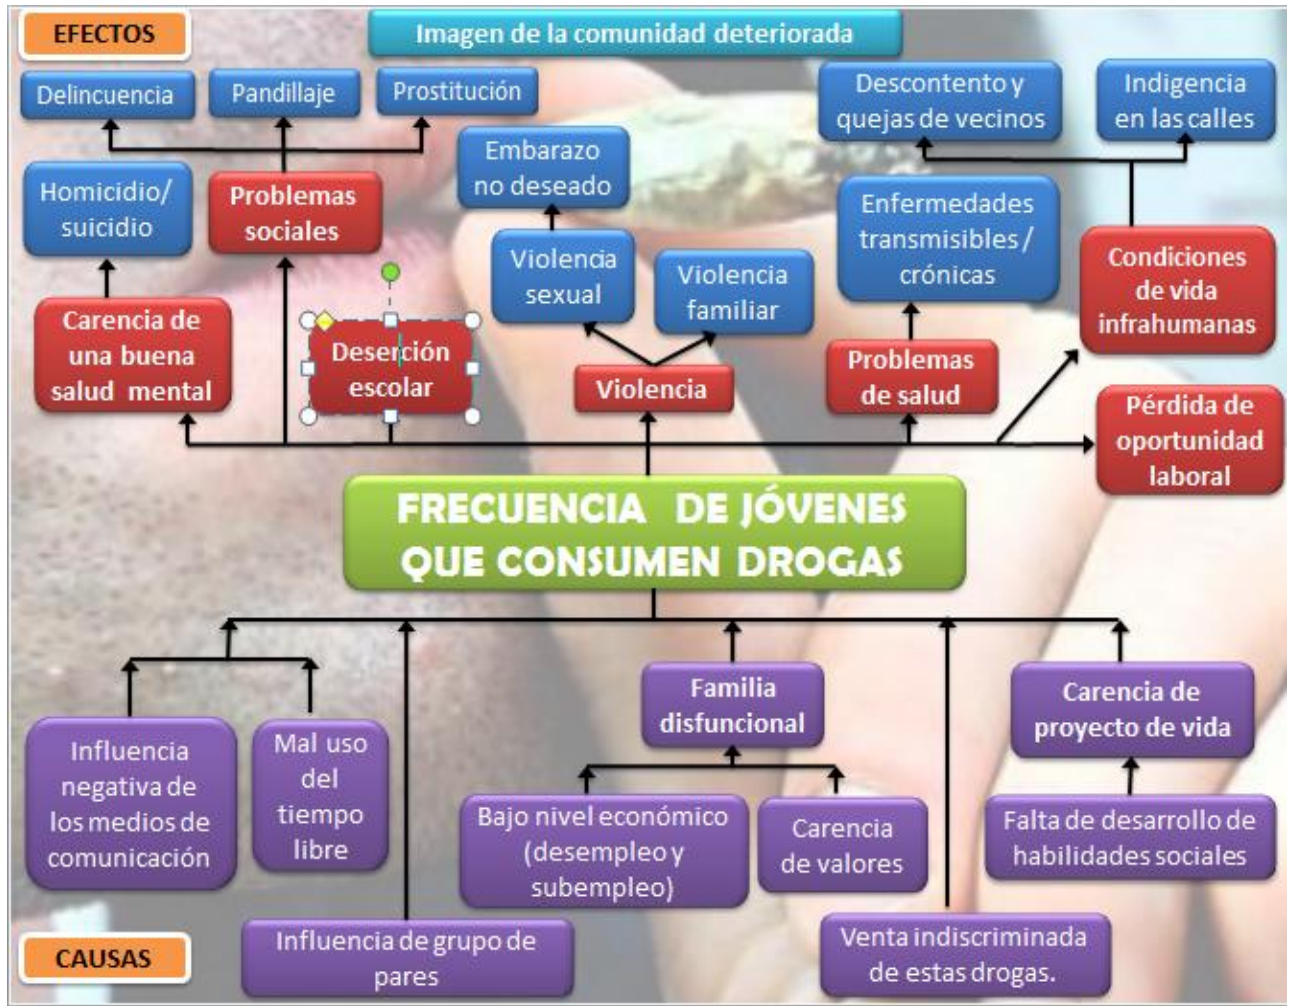 EFECTOS
Imagen de la comunidad deteriorada
Delincuencia
Pandillaje
Prostitución
Descontento y
quejas de vecinos
Indigencia
en las calles
Embarazo
no deseado
Homicidio/
suicidio
Problemas
sociales
Enfermedades
transmisibles /
crónicas
Violencia
sexual
Violencia
familiar
Condiciones
de vida
infrahumanas
Carencia de
una buena
salud mental
Deserción
escolar
Violencia
Problemas
de salud
Pérdida de
oportunidad
laboral
FRECUENCIA DE JÓVENES
QUE CONSUMEN DROGAS
Familia
disfuncional
Carencia de
proyecto de vida
Influencia
negativa de
los medios de
comunicación
Mal uso
del
tiempo
libre
Bajo nivel económico
(desempleo y
subempleo)
Carencia
de valores
Falta de desarrollo de
habilidades sociales
Influencia de grupo de
pares
Venta indiscriminada
de estas drogas.
CAUSAS